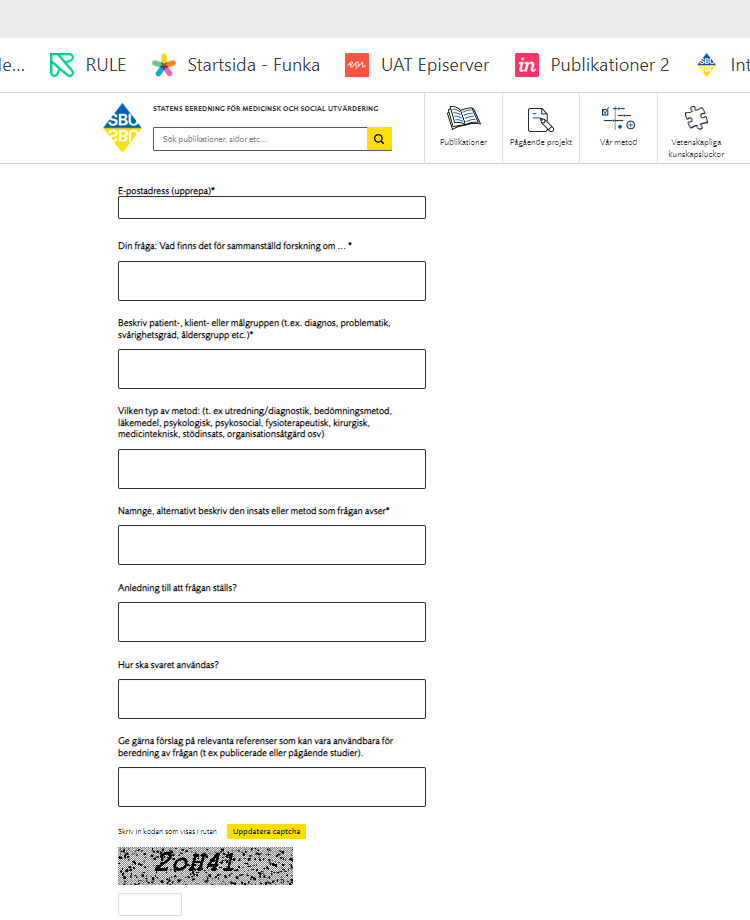 RULE
Startsida - Funka
UAT Episerver
in
Publikationer 2
SBU
STATENS BEREDNING FÖR MEDICINSK OCH SOCIAL UTVÄRDERING
Sök publikationer, sidor etc...
Publikationer
Pågående projekt
Vår metod
Vetenskapliga
kunskapsluckor
E-postadress (upprepa)*
Din fråga: Vad finns det för sammanställd forskning om ... *
Beskriv patient-, klient- eller målgruppen (t.ex. diagnos, problematik,
svårighetsgrad, åldersgrupp etc.)*
Vilken typ av metod: (t. ex utredning/diagnostik, bedömningsmetod,
läkemedel, psykologisk, psykosocial, fysioterapeutisk, kirurgisk,
medicinteknisk, stödinsats, organisationsåtgärd osv)
Namnge, alternativt beskriv den insats eller metod som frågan avser*
Anledning till att frågan ställs?
Hur ska svaret användas?
Ge gärna förslag på relevanta referenser som kan vara användbara för
beredning av frågan (t ex publicerade eller pågående studier).
Skriv in koden som visas i rutan
Uppdatera captcha